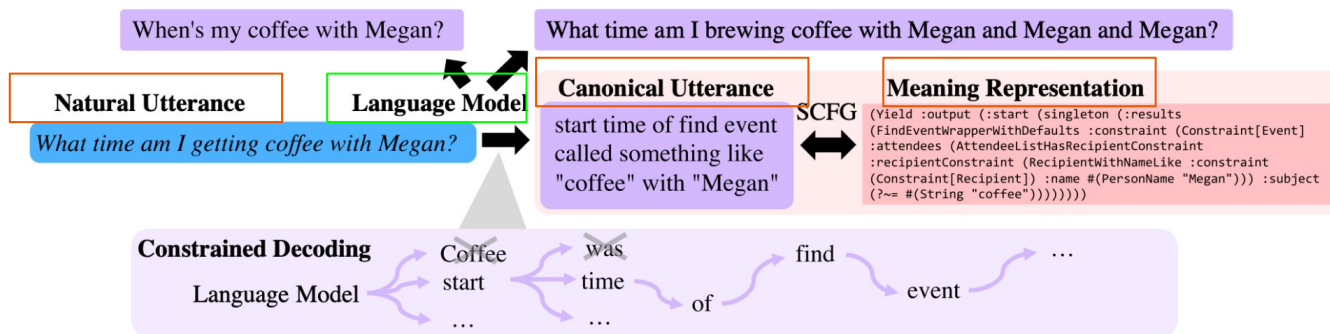 When's my coffee with Megan?
What time am I brewing coffee with Megan and Megan and Megan?
Natural Utterance
Language Model
Canonical Utterance
Meaning Representation
What time am I getting coffee with Megan?
start time of find event
called something like
"coffee" with "Megan"
SCFG
(Yield :output (:start (singleton (:results
(FindEventWrapperWithDefaults :constraint (Constraint[Event]
:attendees (AttendeeListHasRecipientConstraint
:recipientConstraint (RecipientWithNameLike :constraint
(Constraint[Recipient]) :name #(PersonName "Megan"))) :subject
(?~= #(String "coffee"))))))))
Constrained Decoding
Language Model
Coffee
start
...
was
time
...
of
find
event
...